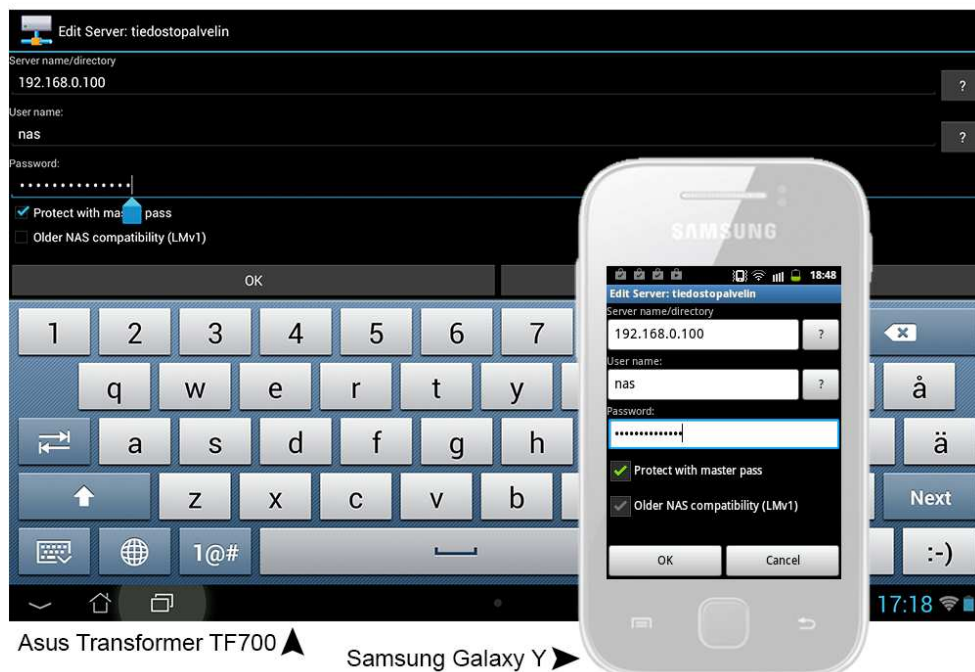 Edit Server: tiedostopalvelin
Server name/directory
192.168.0.100
?
User name:
nas
?
Password:
••••••••••••••
Protect with mas pass
Older NAS compatibility (LMv1)
OK
1 2 3 4 5 6 7
q w e r t y å
a s d f g h ä
z x c v b Next
1@# :-)
17:18
Asus Transformer TF700
SAMSUNG
18:48
Edit Server: tiedostopalvelin
Server name/directory
192.168.0.100
?
User name:
nas
?
Password:
••••••••••••••
Protect with master pass
Older NAS compatibility (LMv1)
OK Cancel
Samsung Galaxy Y